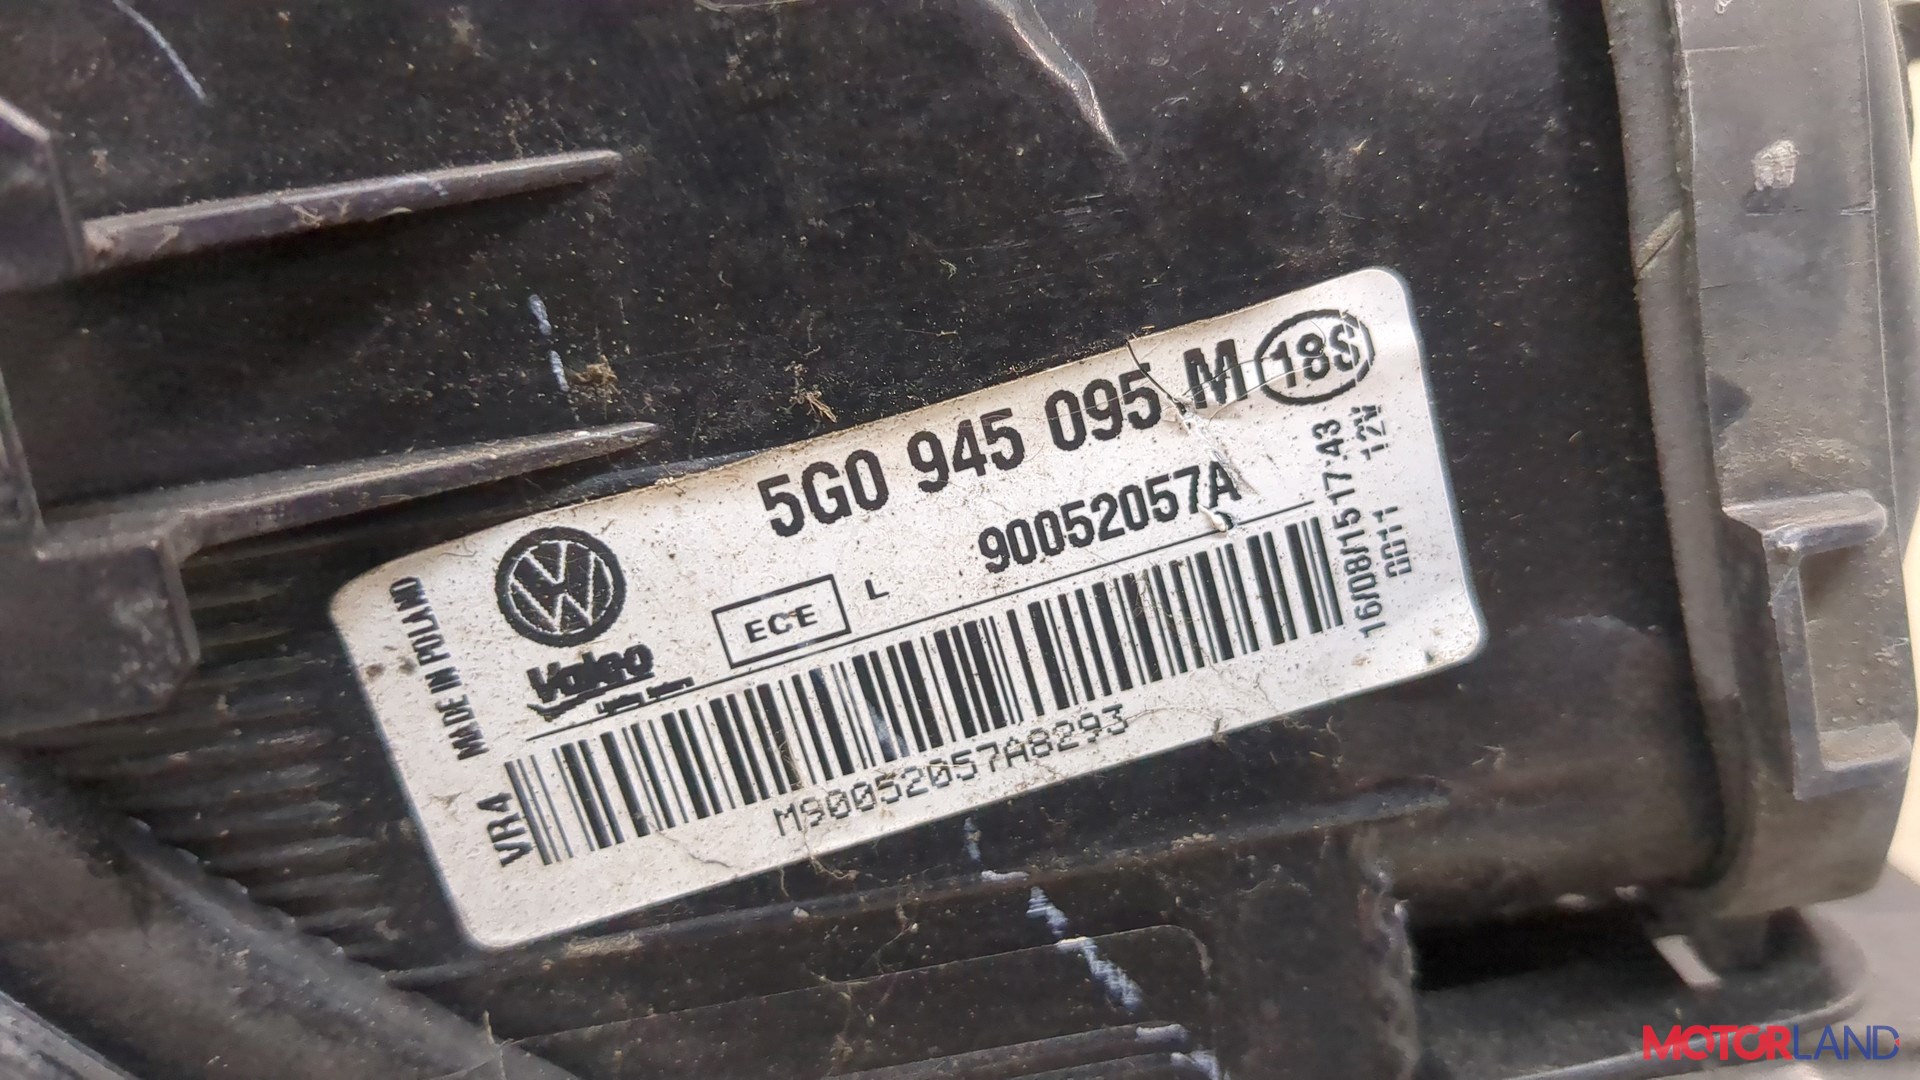 5G0 945 095 M 18S
90052057A
ECE L
Valeo
MADE IN POLAND
16/08/15 17:43 12V
0011
VR4
M90052057A8293
MOTORLAND